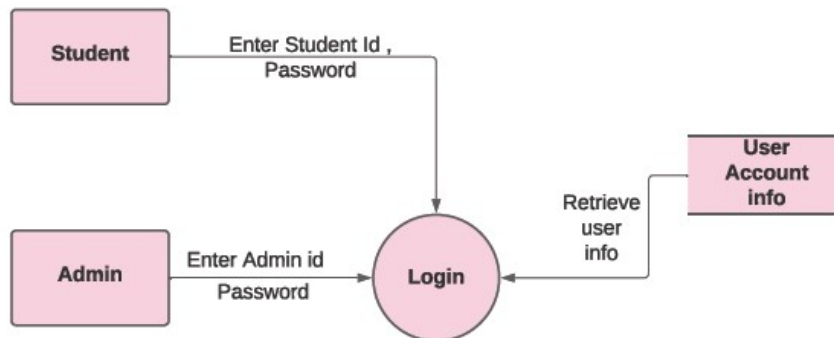 Student
Enter Student Id ,
Password
User
Account
info
Retrieve
user
info
Admin
Enter Admin id
Password
Login